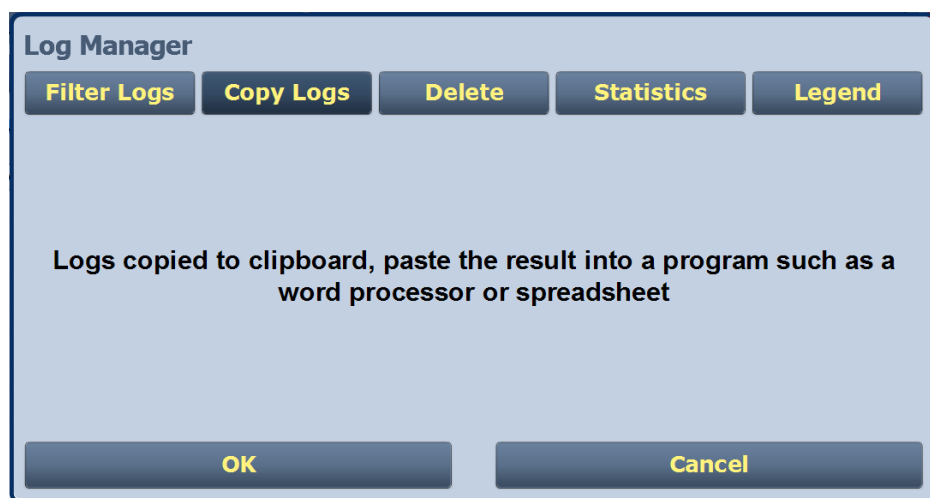 Log Manager
Filter Logs Copy Logs Delete Statistics Legend
Logs copied to clipboard, paste the result into a program such as a
word processor or spreadsheet
OK Cancel